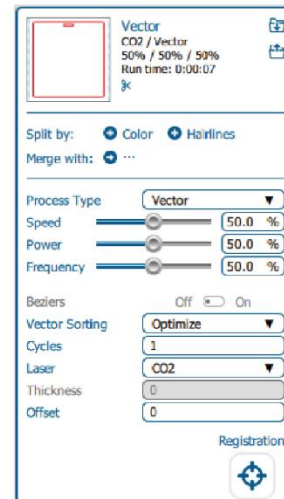 Vector
CO2 / Vector
50% / 50% / 50%
Run time: 0:00:07
Split by: Color Hairlines
Merge with: ...
Process Type Vector
Speed 50.0 %
Power 50.0 %
Frequency 50.0 %
Beziers Off On
Vector Sorting Optimize
Cycles 1
Laser CO2
Thickness 0
Offset 0
Registration